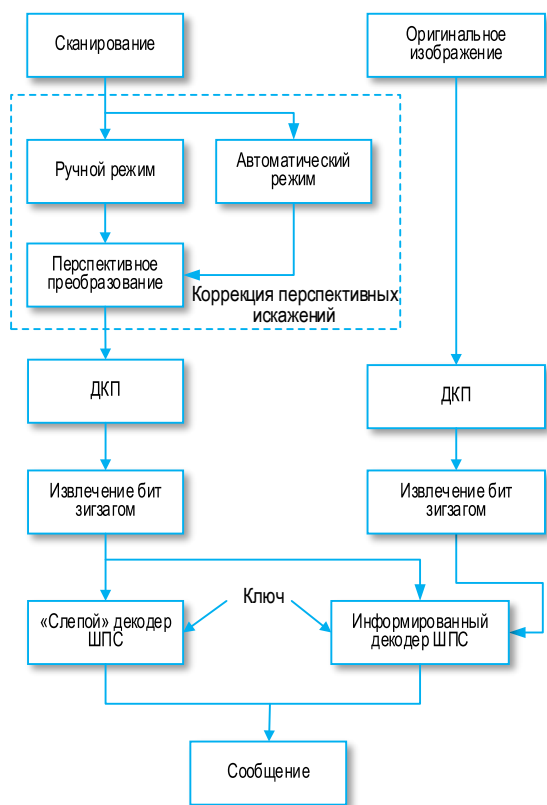 Сканирование
Оригинальное
изображение
Ручной режим
Автоматический
режим
Перспективное
преобразование
Коррекция перспективных
искажений
ДКП
ДКП
Извлечение бит
зигзагом
Извлечение бит
зигзагом
Ключ
«Слепой» декодер
ШПС
Информированный
декодер ШПС
Сообщение